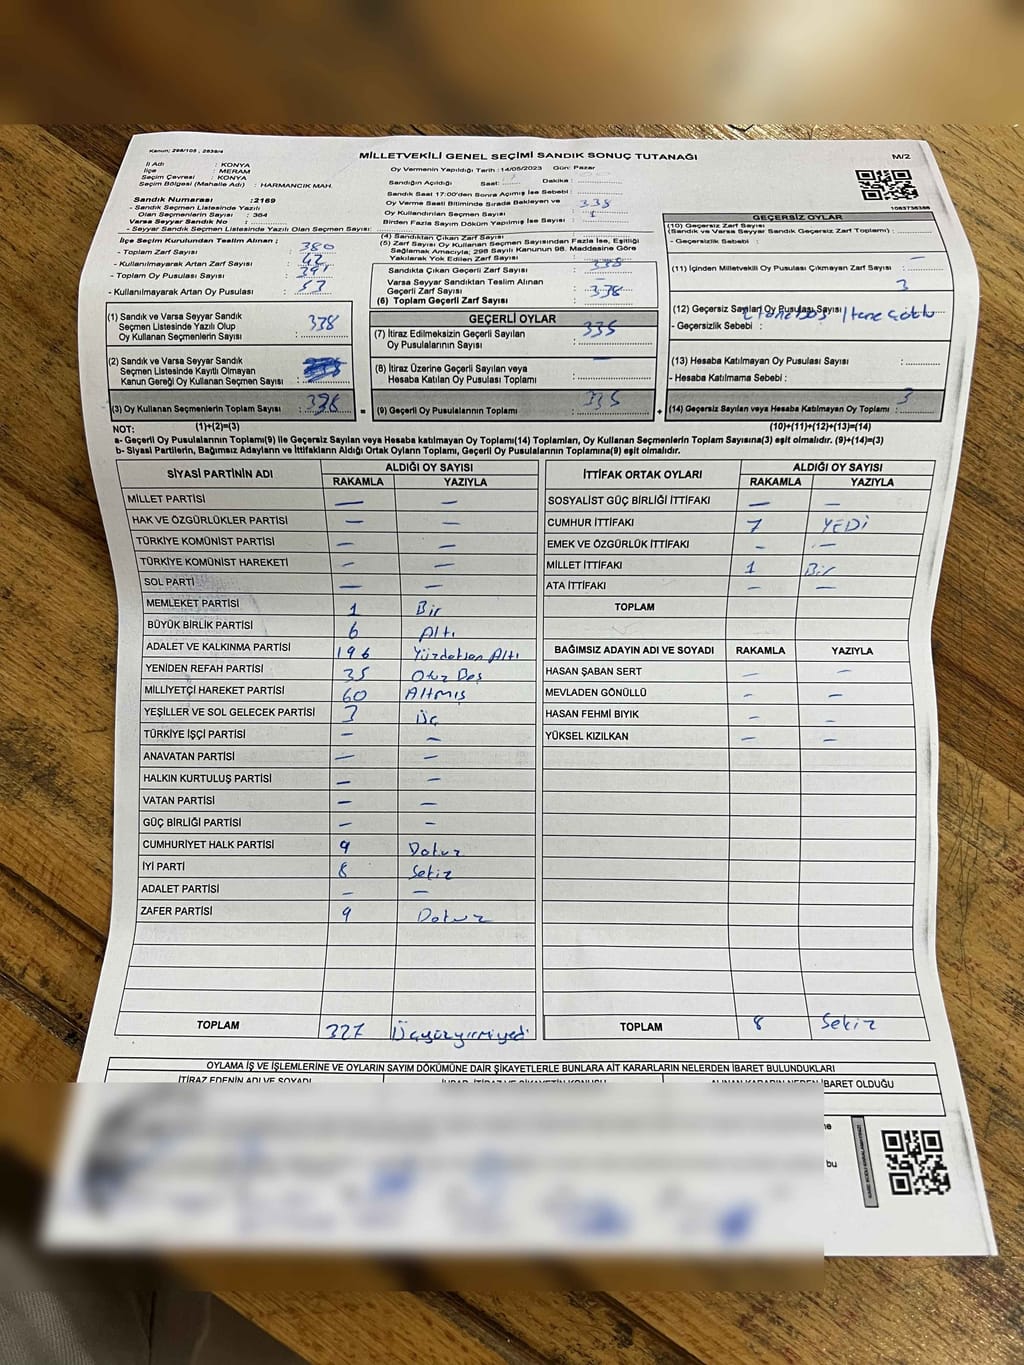 Kanun: 298/105 , 2839/4
MİLLETVEKİLİ GENEL SEÇİMİ SANDIK SONUÇ TUTANAĞI
M/2
İl Adı : KONYA
İlçe : MERAM
Seçim Çevresi : KONYA
Seçim Bölgesi (Mahalle Adı) : HARMANCIK MAH.
Sandık Numarası :2169
- Sandık Seçmen Listesinde Yazılı
Olan Seçmenlerin Sayısı : 364
Varsa Seyyar Sandık No :
- Seyyar Sandık Seçmen Listesinde Yazılı Olan Seçmen Sayısı:
Oy Vermenin Yapıldığı Tarih : 14/05/2023 Gün: Pazar
Sandığın Açıldığı Saat: Dakika :
Sandık Saat 17:00'den Sonra Açılmış İse Sebebi :
Oy Verme Saati Bitiminde Sırada Bekleyen ve
Oy Kullandırılan Seçmen Sayısı : 338
Birden Fazla Sayım Döküm Yapılmış İse Sayısı : 1
1083736388
İlçe Seçim Kurulundan Teslim Alınan ;
- Toplam Zarf Sayısı : 380
- Kullanılmayarak Artan Zarf Sayısı : 42
- Toplam Oy Pusulası Sayısı : 391
- Kullanılmayarak Artan Oy Pusulası : 53
(4) Sandıktan Çıkan Zarf Sayısı
(5) Zarf Sayısı Oy Kullanan Seçmen Sayısından Fazla İse, Eşitliği
Sağlamak Amacıyla; 298 Sayılı Kanunun 98. Maddesine Göre
Yakılarak Yok Edilen Zarf Sayısı
Sandıkta Çıkan Geçerli Zarf Sayısı : 338
Varsa Seyyar Sandıktan Teslim Alınan
Geçerli Zarf Sayısı : –
(6) Toplam Geçerli Zarf Sayısı : 338
GEÇERSİZ OYLAR
(10) Geçersiz Zarf Sayısı
(Sandık ve Varsa Seyyar Sandık Geçersiz Zarf Toplamı) :
- Geçersizlik Sebebi :
(11) İçinden Milletvekili Oy Pusulası Çıkmayan Zarf Sayısı : –
(12) Geçersiz Sayılan Oy Pusulası Sayısı : 3
- Geçersizlik Sebebi :
(13) Hesaba Katılmayan Oy Pusulası Sayısı :
- Hesaba Katılmama Sebebi :
(14) Geçersiz Sayılan veya Hesaba Katılmayan Oy Toplamı : 3
(10)+(11)+(12)+(13)=(14)
(1) Sandık ve Varsa Seyyar Sandık
Seçmen Listesinde Yazılı Olup
Oy Kullanan Seçmenlerin Sayısı : 338
(2) Sandık ve Varsa Seyyar Sandık
Seçmen Listesinde Kayıtlı Olmayan
Kanun Gereği Oy Kullanan Seçmen Sayısı :
(3) Oy Kullanan Seçmenlerin Toplam Sayısı : 338 =
(1)+(2)=(3)
GEÇERLİ OYLAR
(7) İtiraz Edilmeksizin Geçerli Sayılan
Oy Pusulalarının Sayısı : 335
(8) İtiraz Üzerine Geçerli Sayılan veya
Hesaba Katılan Oy Pusulası Toplamı : –
(9) Geçerli Oy Pusulalarının Toplamı : 335 +
NOT:
a- Geçerli Oy Pusulalarının Toplamı(9) ile Geçersiz Sayılan veya Hesaba katılmayan Oy Toplamı(14) Toplamları, Oy Kullanan Seçmenlerin Toplam Sayısına(3) eşit olmalıdır. (9)+(14)=(3)
b- Siyasi Partilerin, Bağımsız Adayların ve İttifakların Aldığı Ortak Oyların Toplamı, Geçerli Oy Pusulalarının Toplamına(9) eşit olmalıdır.
SİYASİ PARTİNİN ADI ALDIĞI OY SAYISI
RAKAMLA YAZIYLA
MİLLET PARTİSİ – –
HAK VE ÖZGÜRLÜKLER PARTİSİ – –
TÜRKİYE KOMÜNİST PARTİSİ – –
TÜRKİYE KOMÜNİST HAREKETİ – –
SOL PARTİ – –
MEMLEKET PARTİSİ 1 Bir
BÜYÜK BİRLİK PARTİSİ 6 Altı
ADALET VE KALKINMA PARTİSİ 196 Yüzdoksan Altı
YENİDEN REFAH PARTİSİ 35 Otuz Beş
MİLLİYETÇİ HAREKET PARTİSİ 60 Altmış
YEŞİLLER VE SOL GELECEK PARTİSİ 3 Üç
TÜRKİYE İŞÇİ PARTİSİ – –
ANAVATAN PARTİSİ – –
HALKIN KURTULUŞ PARTİSİ – –
VATAN PARTİSİ – –
GÜÇ BİRLİĞİ PARTİSİ – –
CUMHURİYET HALK PARTİSİ 9 Dokuz
İYİ PARTİ 8 Sekiz
ADALET PARTİSİ – –
ZAFER PARTİSİ 9 Dokuz
TOPLAM 327 Üçyüzyirmiyedi
İTTİFAK ORTAK OYLARI ALDIĞI OY SAYISI
RAKAMLA YAZIYLA
SOSYALİST GÜÇ BİRLİĞİ İTTİFAKI – –
CUMHUR İTTİFAKI 7 YEDİ
EMEK VE ÖZGÜRLÜK İTTİFAKI – –
MİLLET İTTİFAKI 1 Bir
ATA İTTİFAKI – –
TOPLAM
BAĞIMSIZ ADAYIN ADI VE SOYADI RAKAMLA YAZIYLA
HASAN ŞABAN SERT – –
MEVLADEN GÖNÜLLÜ – –
HASAN FEHMİ BIYIK – –
YÜKSEL KIZILKAN – –
TOPLAM 8 Sekiz
OYLAMA İŞ VE İŞLEMLERİNE VE OYLARIN SAYIM DÖKÜMÜNE DAİR ŞİKAYETLERLE BUNLARA AİT KARARLARIN NELERDEN İBARET BULUNDUKLARI
İTİRAZ EDENİN ADI VE SOYADI
ALINAN KARARIN NEDEN İBARET OLDUĞU
bu